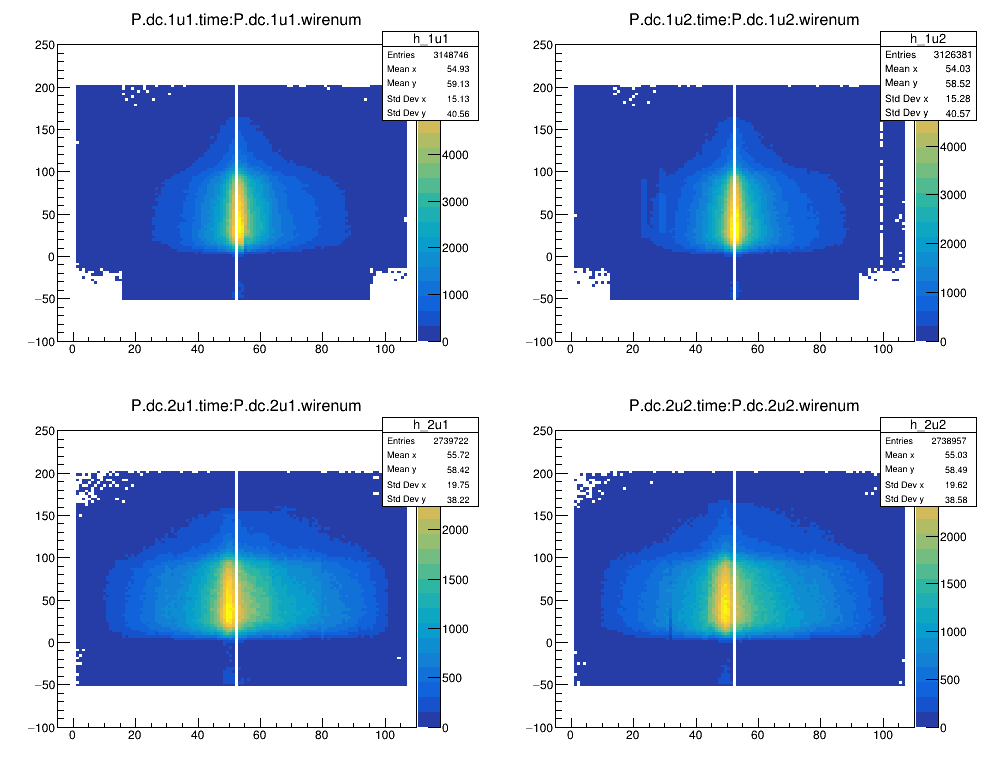 P.dc.1u1.time:P.dc.1u1.wirenum
h_1u1
Entries 3148746
Mean x 54.93
Mean y 59.13
Std Dev x 15.13
Std Dev y 40.56
250
200
150
100
50
0
−50
−100
0 20 40 60 80 100
4000
3000
2000
1000
0
P.dc.1u2.time:P.dc.1u2.wirenum
h_1u2
Entries 3126381
Mean x 54.03
Mean y 58.52
Std Dev x 15.28
Std Dev y 40.57
250
200
150
100
50
0
−50
−100
0 20 40 60 80 100
4000
3000
2000
1000
0
P.dc.2u1.time:P.dc.2u1.wirenum
h_2u1
Entries 2739722
Mean x 55.72
Mean y 58.42
Std Dev x 19.75
Std Dev y 38.22
250
200
150
100
50
0
−50
−100
0 20 40 60 80 100
2000
1500
1000
500
0
P.dc.2u2.time:P.dc.2u2.wirenum
h_2u2
Entries 2738957
Mean x 55.03
Mean y 58.49
Std Dev x 19.62
Std Dev y 38.58
250
200
150
100
50
0
−50
−100
0 20 40 60 80 100
2000
1500
1000
500
0